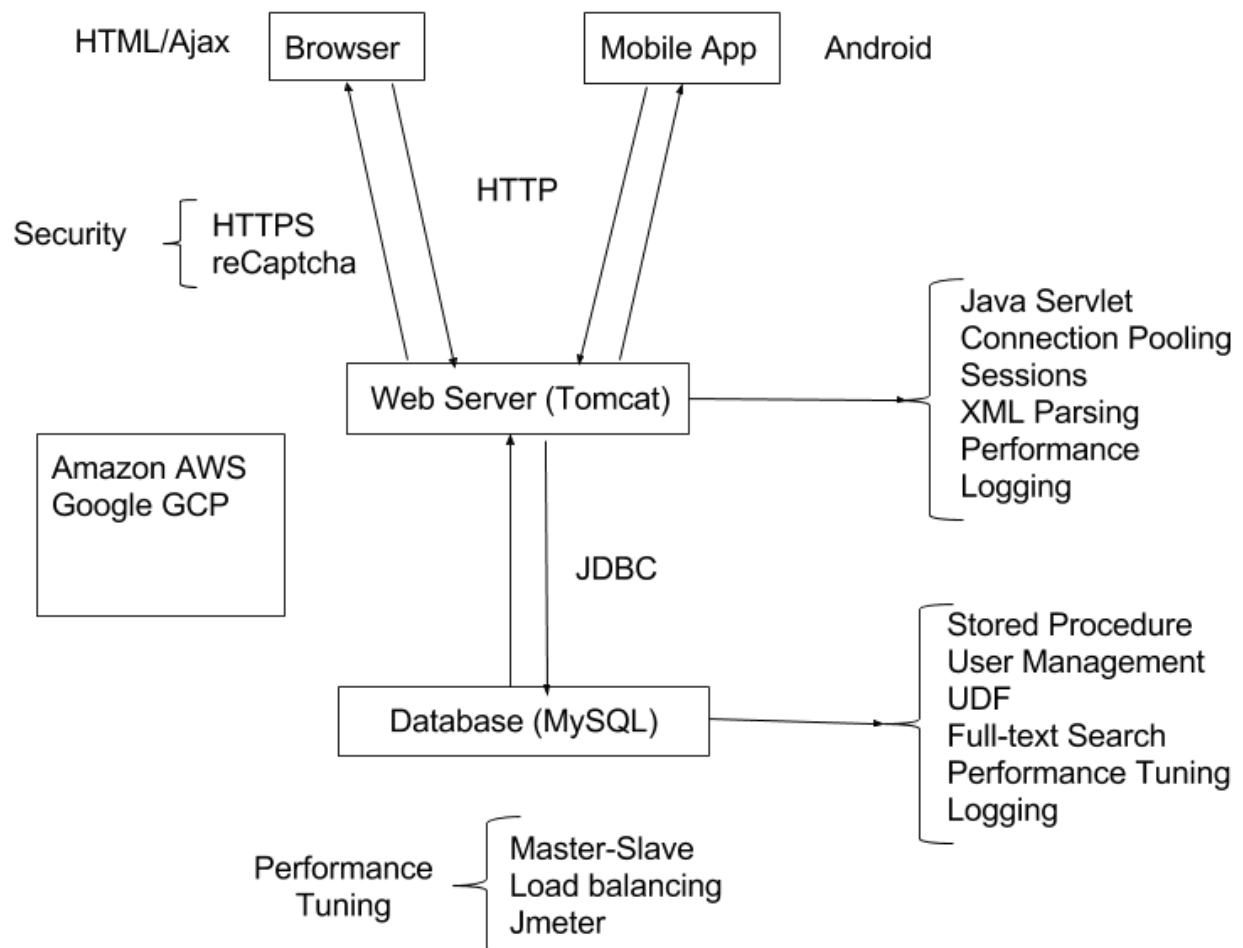 HTML/Ajax
Browser
Mobile App
Android
HTTP
Security
HTTPS
reCaptcha
Java Servlet
Connection Pooling
Sessions
XML Parsing
Performance
Logging
Web Server (Tomcat)
Amazon AWS
Google GCP
JDBC
Stored Procedure
User Management
UDF
Full-text Search
Performance Tuning
Logging
Database (MySQL)
Performance
Tuning
Master-Slave
Load balancing
Jmeter